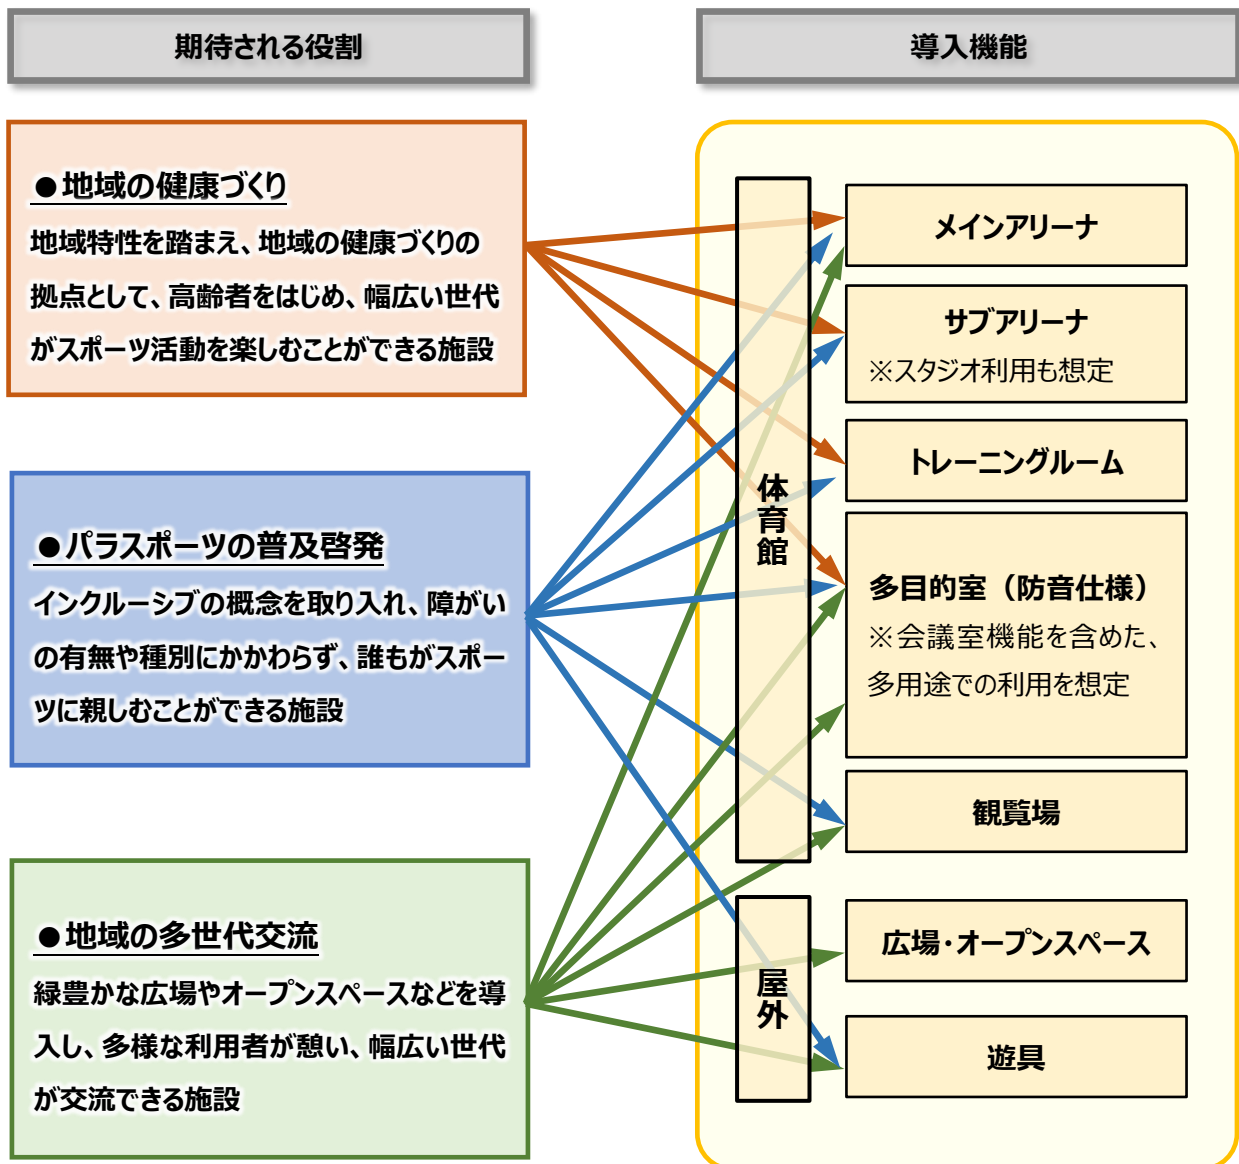 期待される役割
導入機能
●地域の健康づくり
地域特性を踏まえ、地域の健康づくりの
拠点として、高齢者をはじめ、幅広い世代
がスポーツ活動を楽しむことができる施設
●パラスポーツの普及啓発
インクルーシブの概念を取り入れ、障がい
の有無や種別にかかわらず、誰もがスポー
ツに親しむことができる施設
●地域の多世代交流
緑豊かな広場やオープンスペースなどを導
入し、多様な利用者が憩い、幅広い世代
が交流できる施設
体育館
メインアリーナ
サブアリーナ
※スタジオ利用も想定
トレーニングルーム
多目的室（防音仕様）
※会議室機能を含めた、
多用途での利用を想定
観覧場
屋外
広場・オープンスペース
遊具